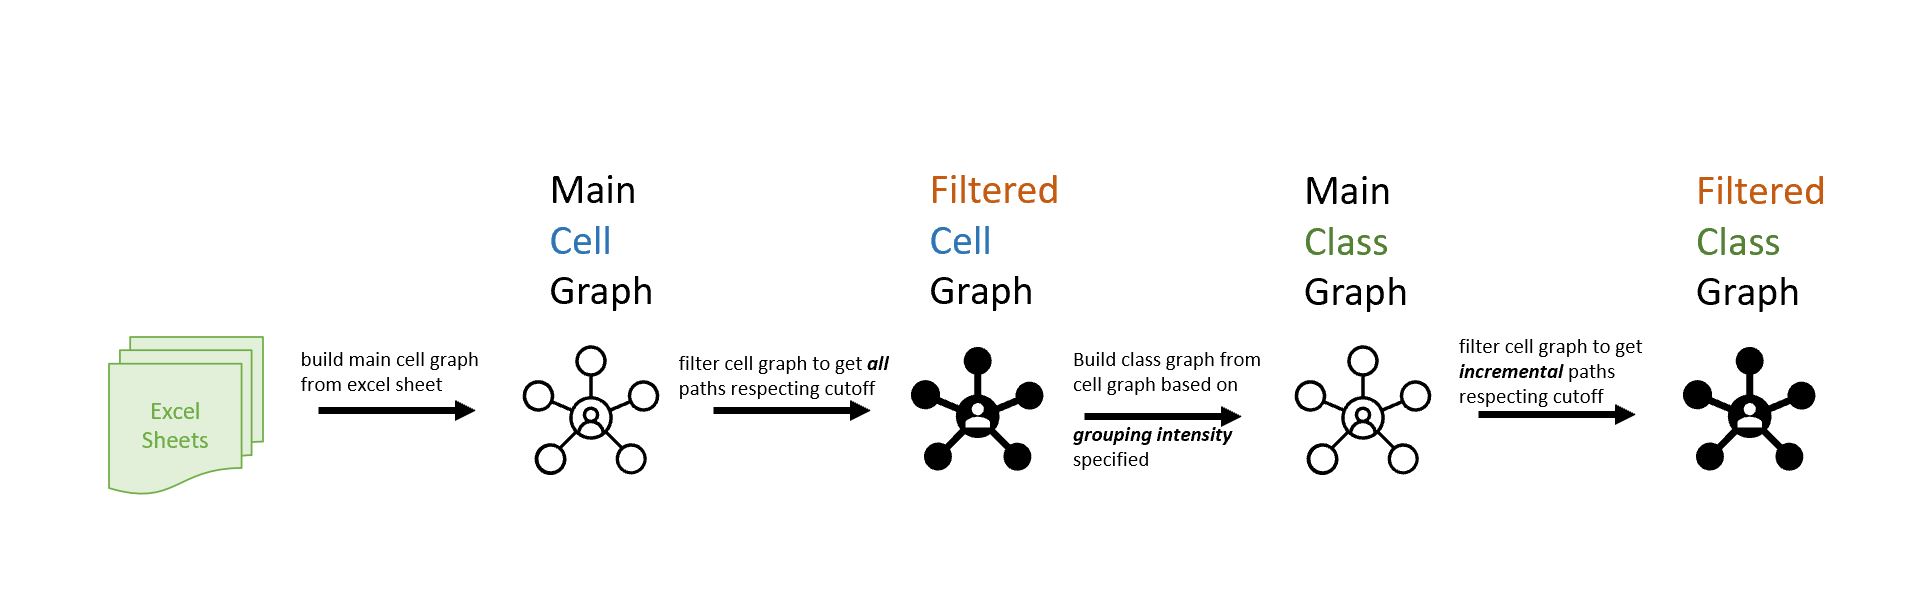 Main
Cell
Graph
Filtered
Cell
Graph
Main
Class
Graph
Filtered
Class
Graph
Excel
Sheets
build main cell graph
from excel sheet
filter cell graph to get all
paths respecting cutoff
Build class graph from
cell graph based on
grouping intensity
specified
filter cell graph to get
incremental paths
respecting cutoff